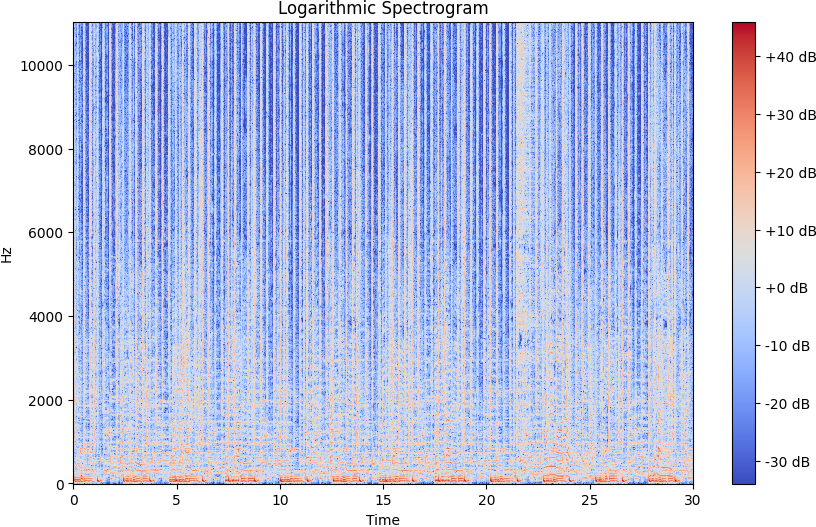 Logarithmic Spectrogram
10000
8000
6000
4000
2000
0
Hz
0 5 10 15 20 25 30
Time
+40 dB
+30 dB
+20 dB
+10 dB
+0 dB
-10 dB
-20 dB
-30 dB